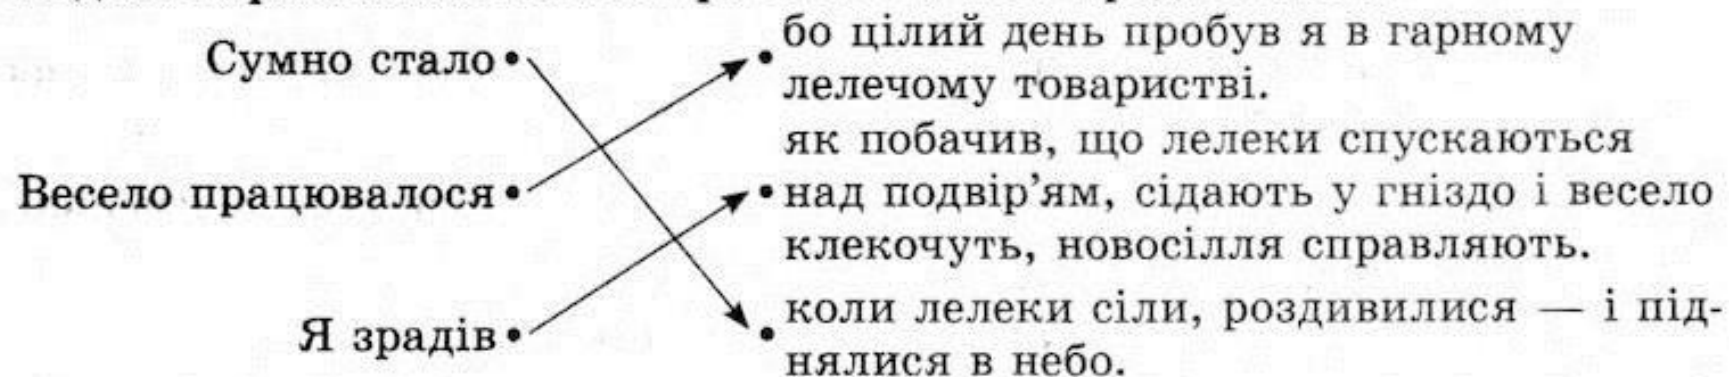 Сумно стало •
Весело працювалося •
Я зрадів •
• бо цілий день пробув я в гарному
лелечому товаристві.
як побачив, що лелеки спускаються
• над подвір'ям, сідають у гніздо і весело
клекочуть, новосілля справляють.
• коли лелеки сіли, роздивилися — і під-
нялися в небо.